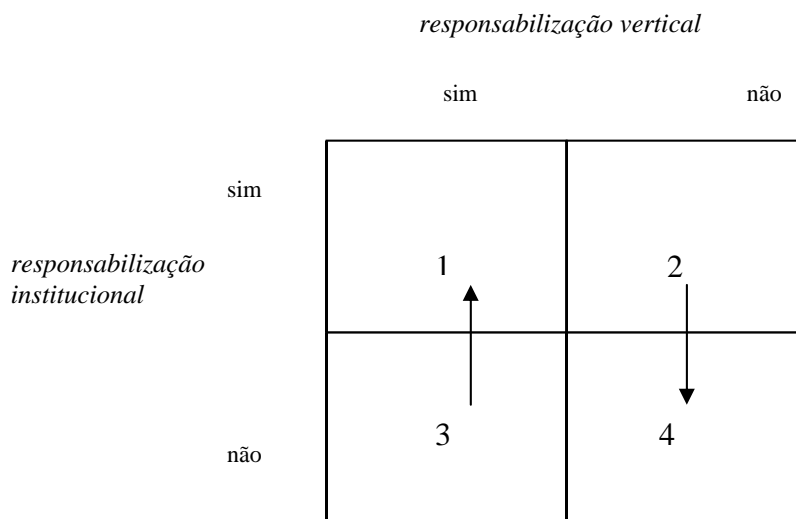 responsabilização vertical
sim
não
sim
responsabilização
institucional
1
2
3
4
não